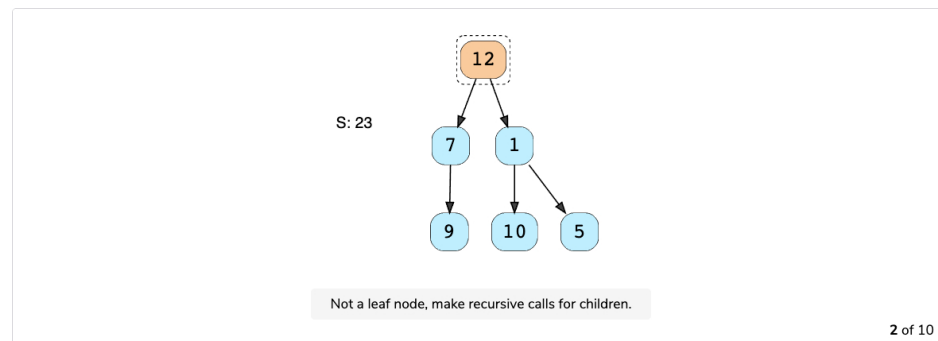 12
S: 23
7 1
9 10 5
Not a leaf node, make recursive calls for children.
2 of 10